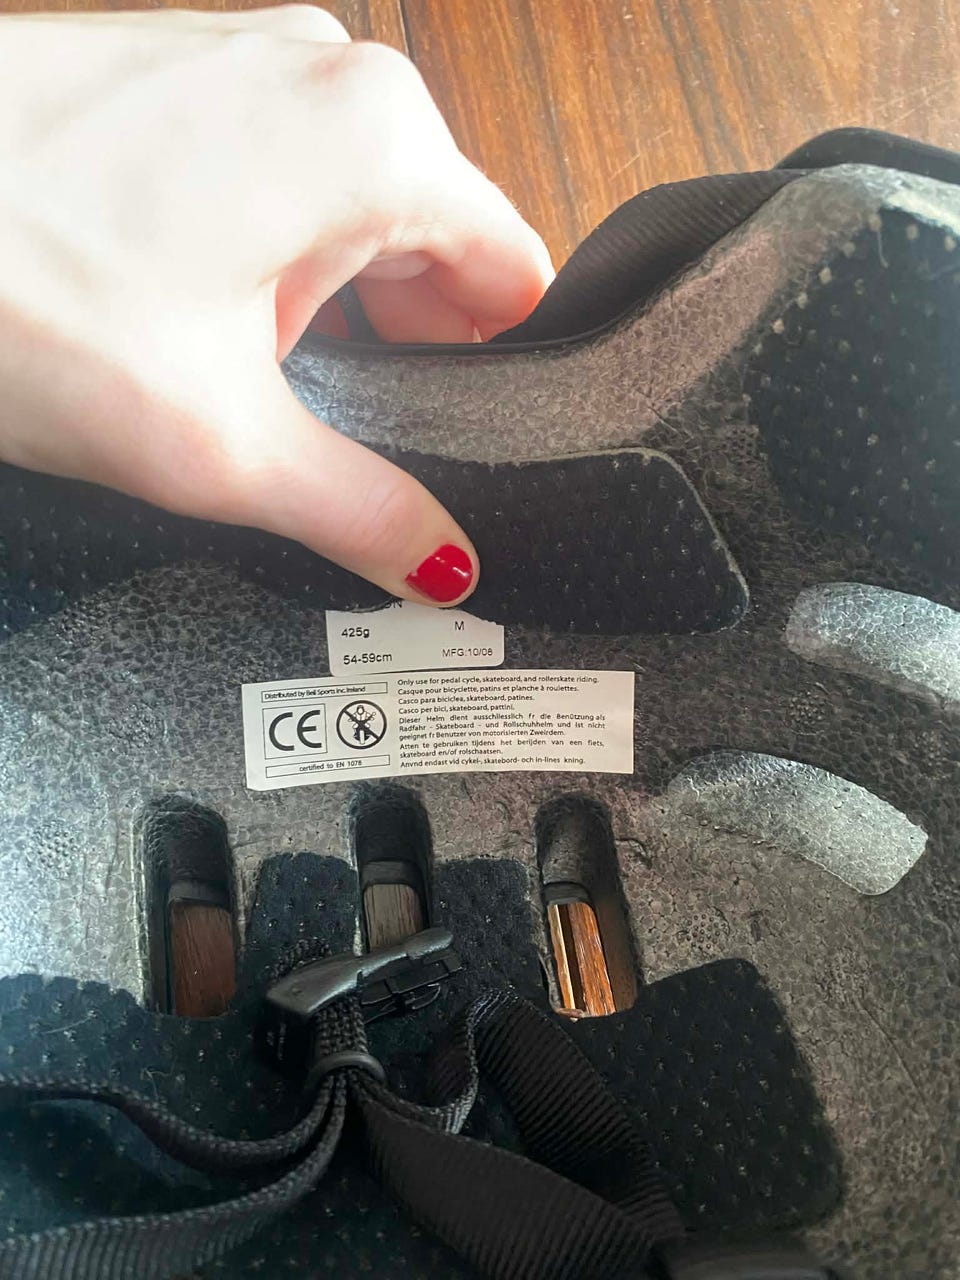 425g
M
54-59cm
MFG:10/08
Distributed by Bell Sports Inc. Ireland
CE
certified to EN 1078
Only use for pedal cycle, skateboard, and rollerskate riding.
Casque pour bicyclette, patins et planche à roulettes.
Casco para biciclea, skateboard, patines.
Casco per bici, skateboard, pattini.
Dieser Helm dient ausschliesslich fr die Benützung als
Radfahr - Skateboard - und Rollschuhhelm und ist nicht
geeignet fr Benutzer von motorisierten Zweirdern.
Atten te gebruiken tijdens het berijden van een fiets,
skateboard en/of rolschaatsen.
Anvnd endast vid cykel-, skatebord- och in-lines kning.